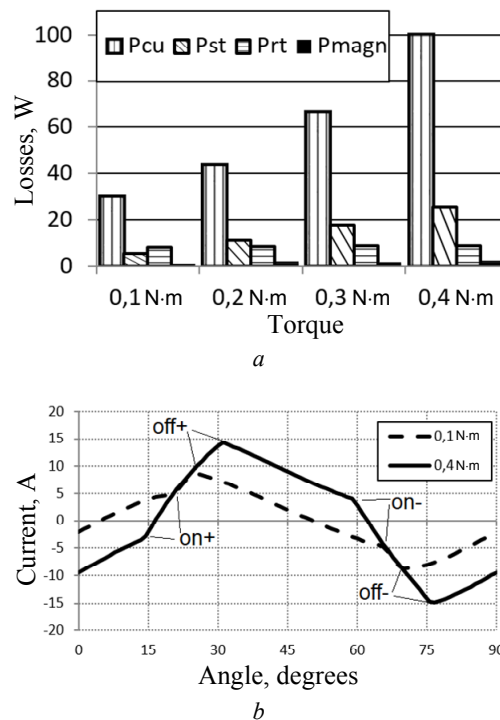 Pcu Pst Prt Pmagn
Losses, W
100
80
60
40
20
0
0,1 N·m 0,2 N·m 0,3 N·m 0,4 N·m
Torque
a
Current, A
20
15
10
5
0
-5
-10
-15
-20
off+
on+
on-
off-
0,1N·m
0,4N·m
0 15 30 45 60 75 90
Angle, degrees
b